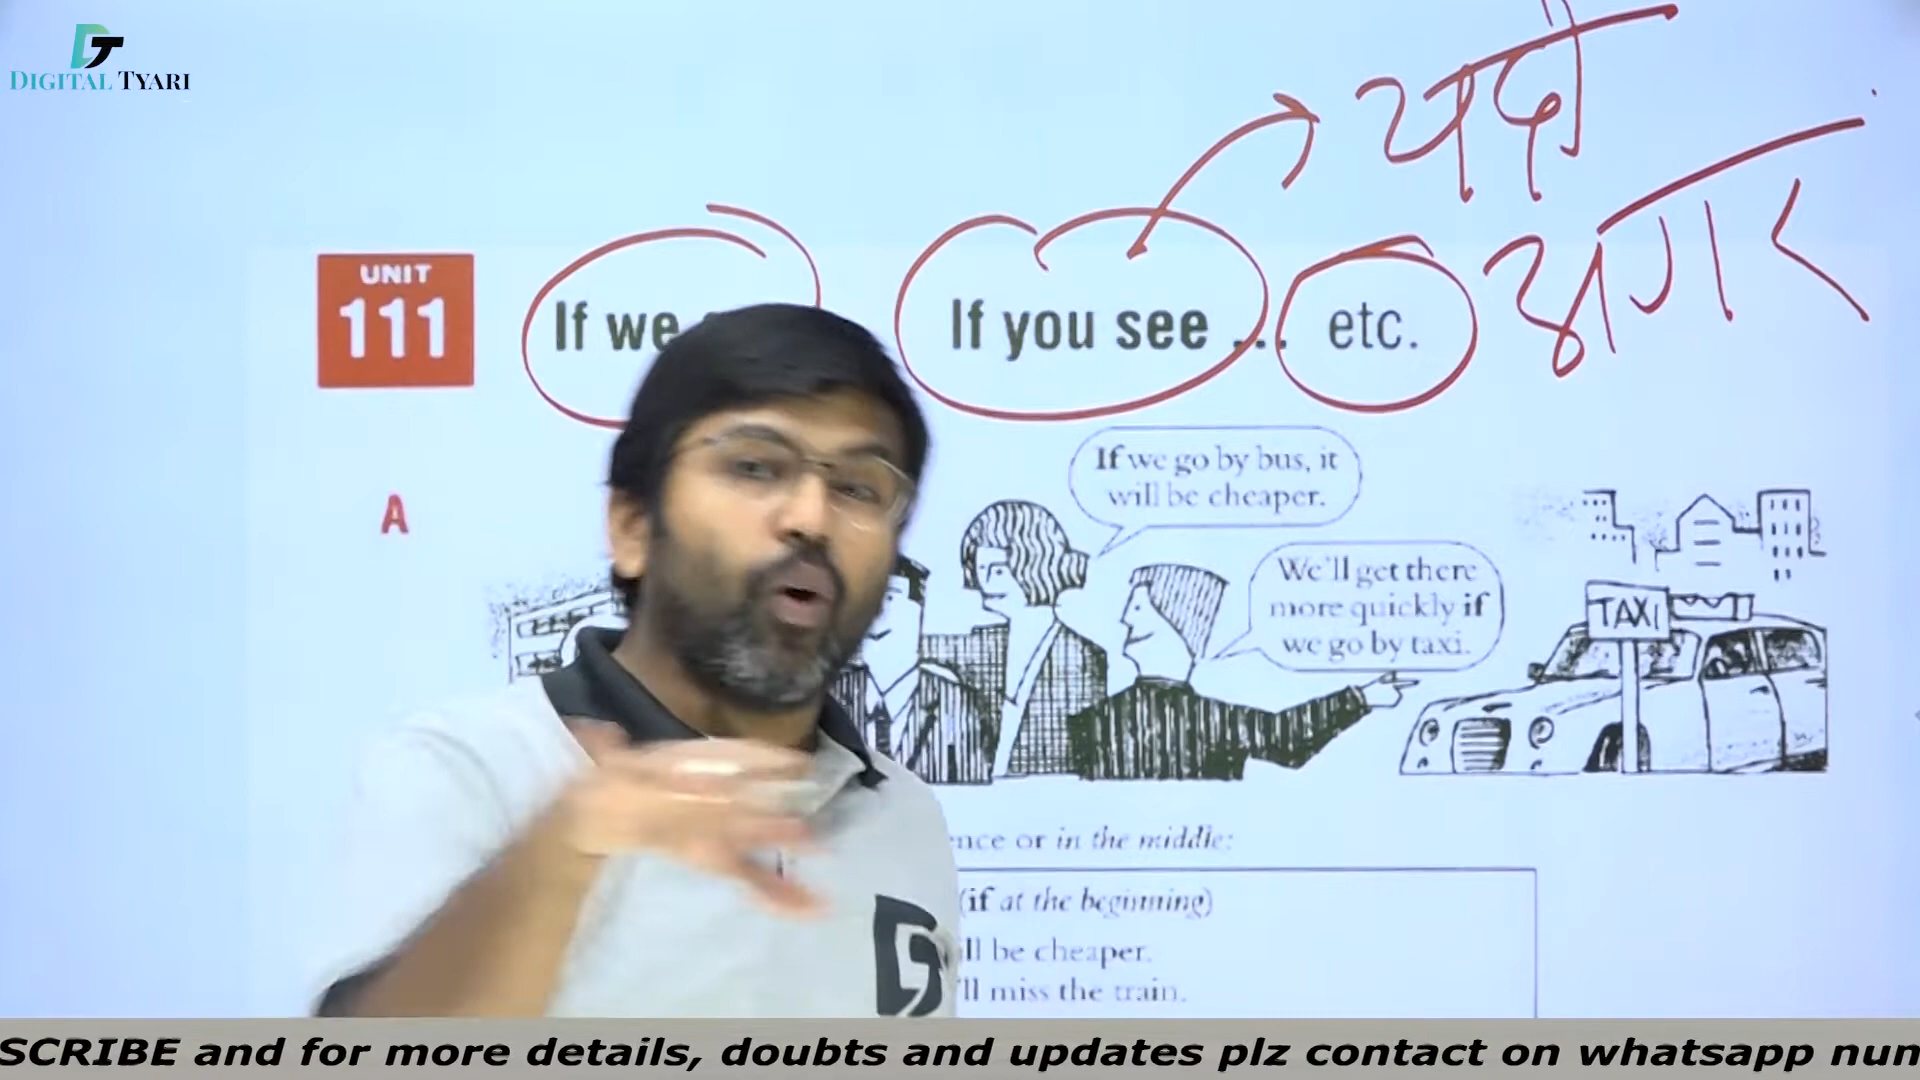 DT
DIGITAL TYARI
यदि
अगर
UNIT
111
If we
If you see ... etc.
A
If we go by bus, it
will be cheaper.
We'll get there
more quickly if
we go by taxi.
TAXI
or in the middle:
(if at the beginning)
be cheaper.
'll miss the train.
SCRIBE and for more details, doubts and updates plz contact on whatsapp num